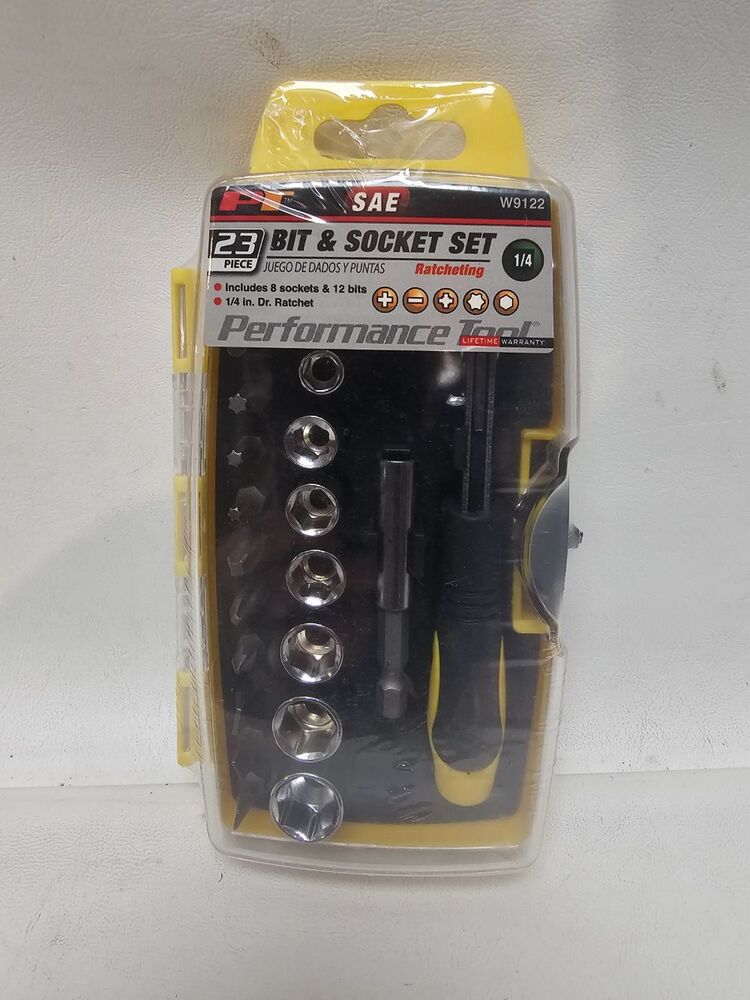 PT™ SAE W9122
23 PIECE BIT & SOCKET SET
JUEGO DE DADOS Y PUNTAS Ratcheting 1/4
Includes 8 sockets & 12 bits
1/4 in. Dr. Ratchet
Performance Tool®
LIFETIME WARRANTY